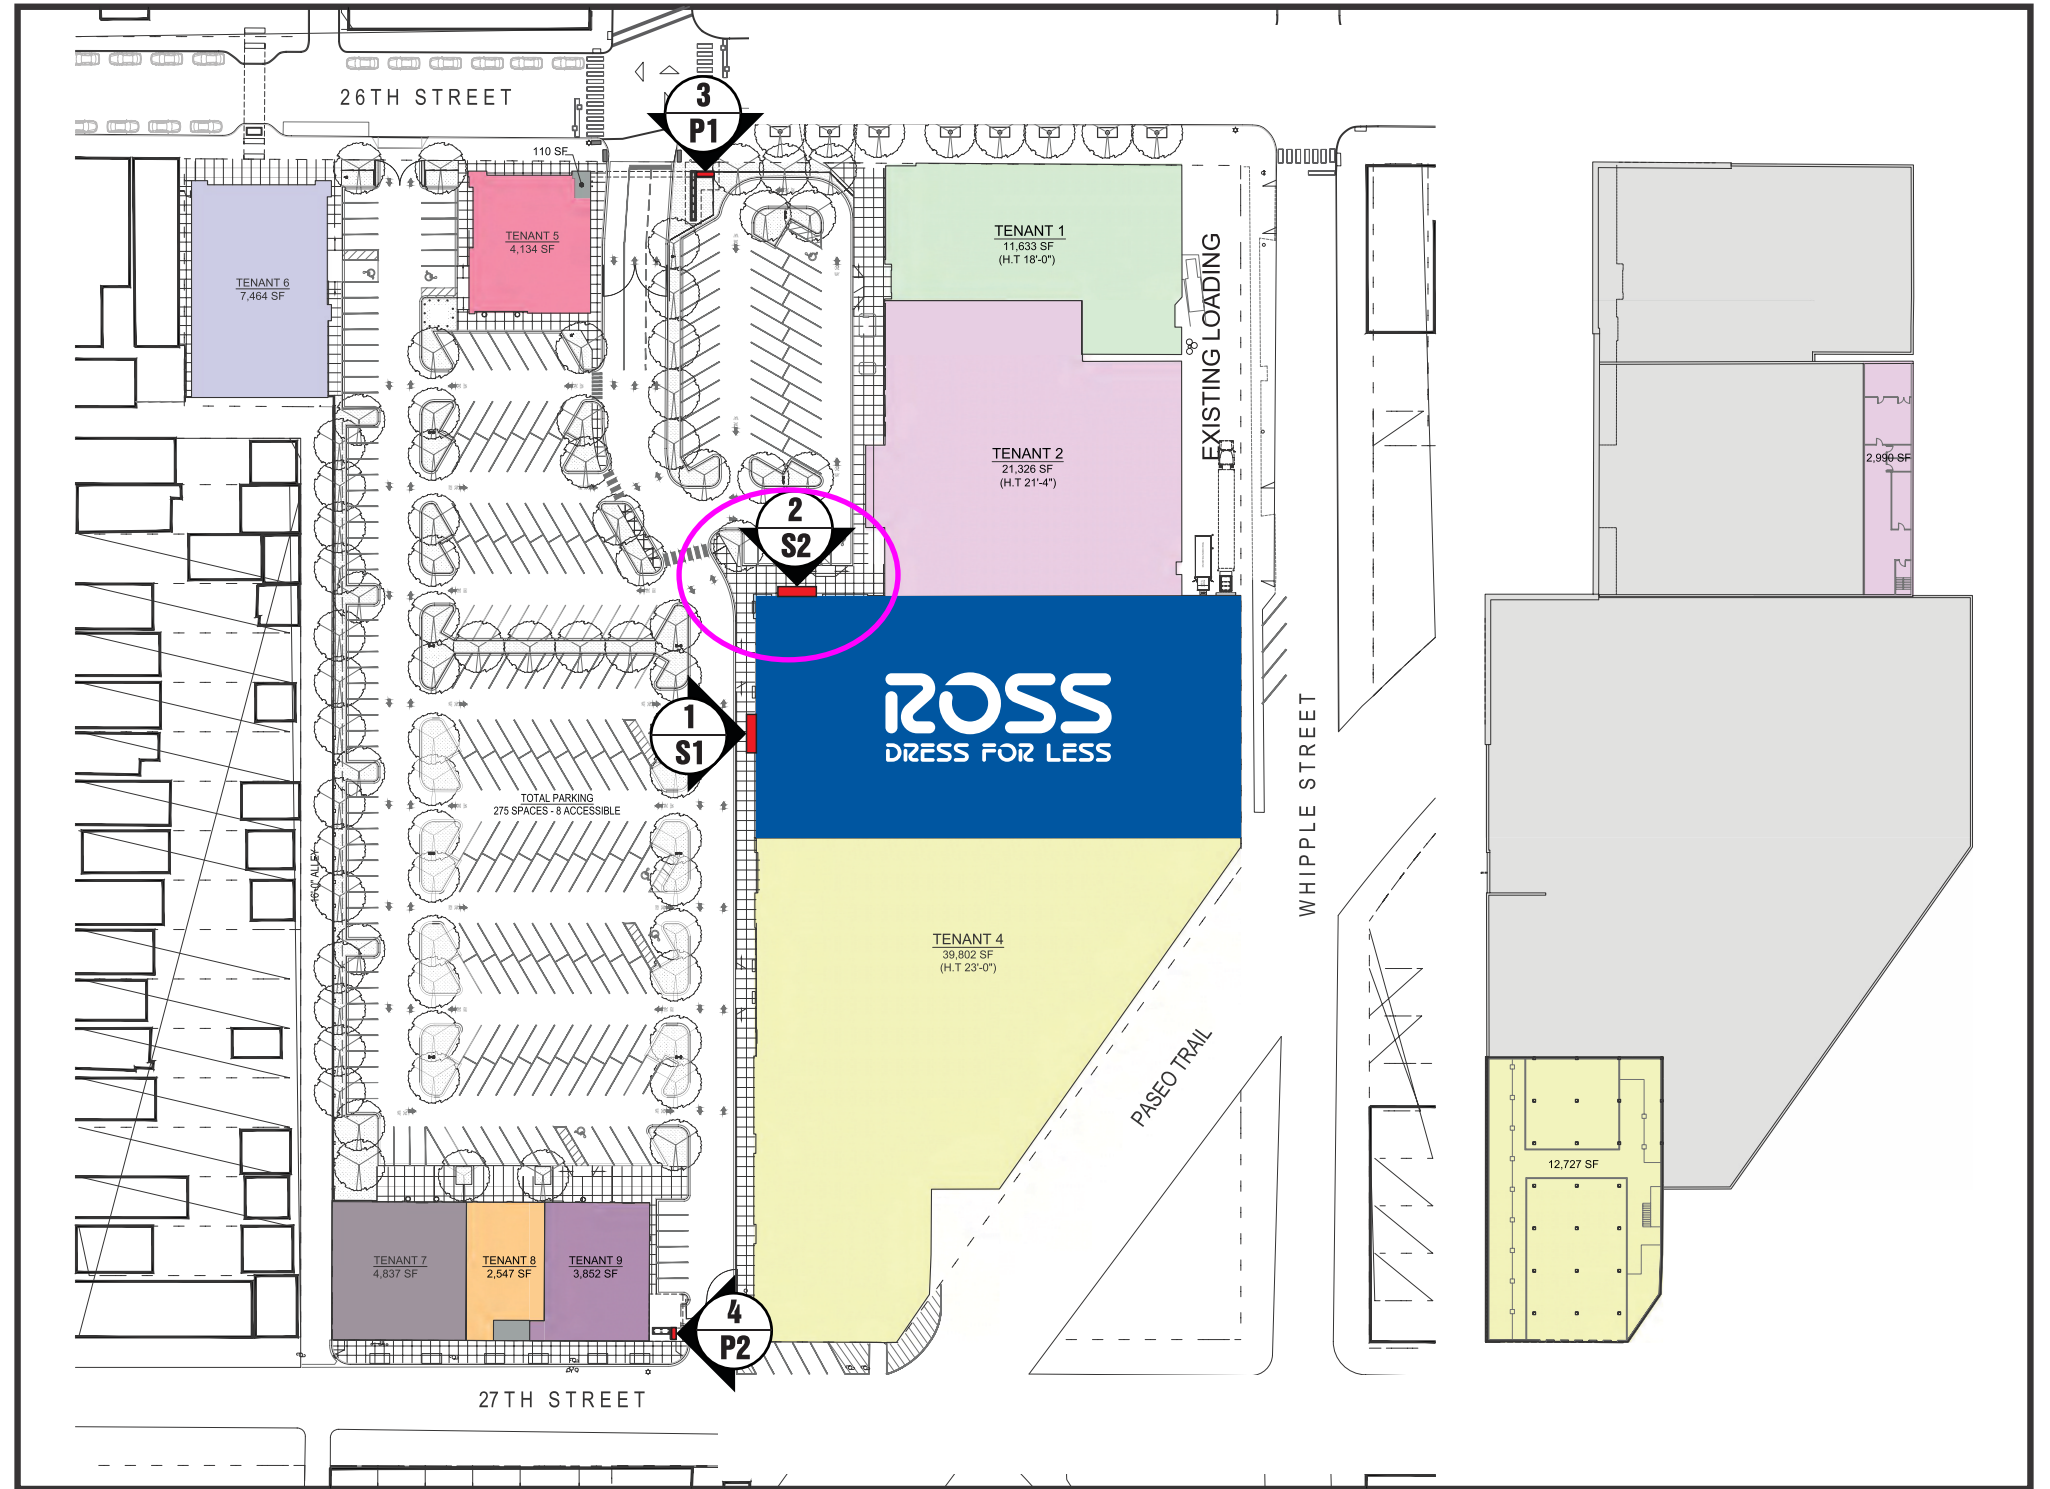 26TH STREET
3
P1
110 SF
TENANT 6
7,464 SF
TENANT 5
4,134 SF
TENANT 1
11,633 SF
(H.T 18'-0")
EXISTING LOADING
TENANT 2
21,326 SF
(H.T 21'-4")
2,990 SF
2
S2
1
S1
ROSS
DRESS FOR LESS
WHIPPLE STREET
TOTAL PARKING
275 SPACES - 8 ACCESSIBLE
16'-0" ALLEY
TENANT 4
39,802 SF
(H.T 23'-0")
PASEO TRAIL
12,727 SF
TENANT 7
4,837 SF
TENANT 8
2,547 SF
TENANT 9
3,852 SF
4
P2
27TH STREET